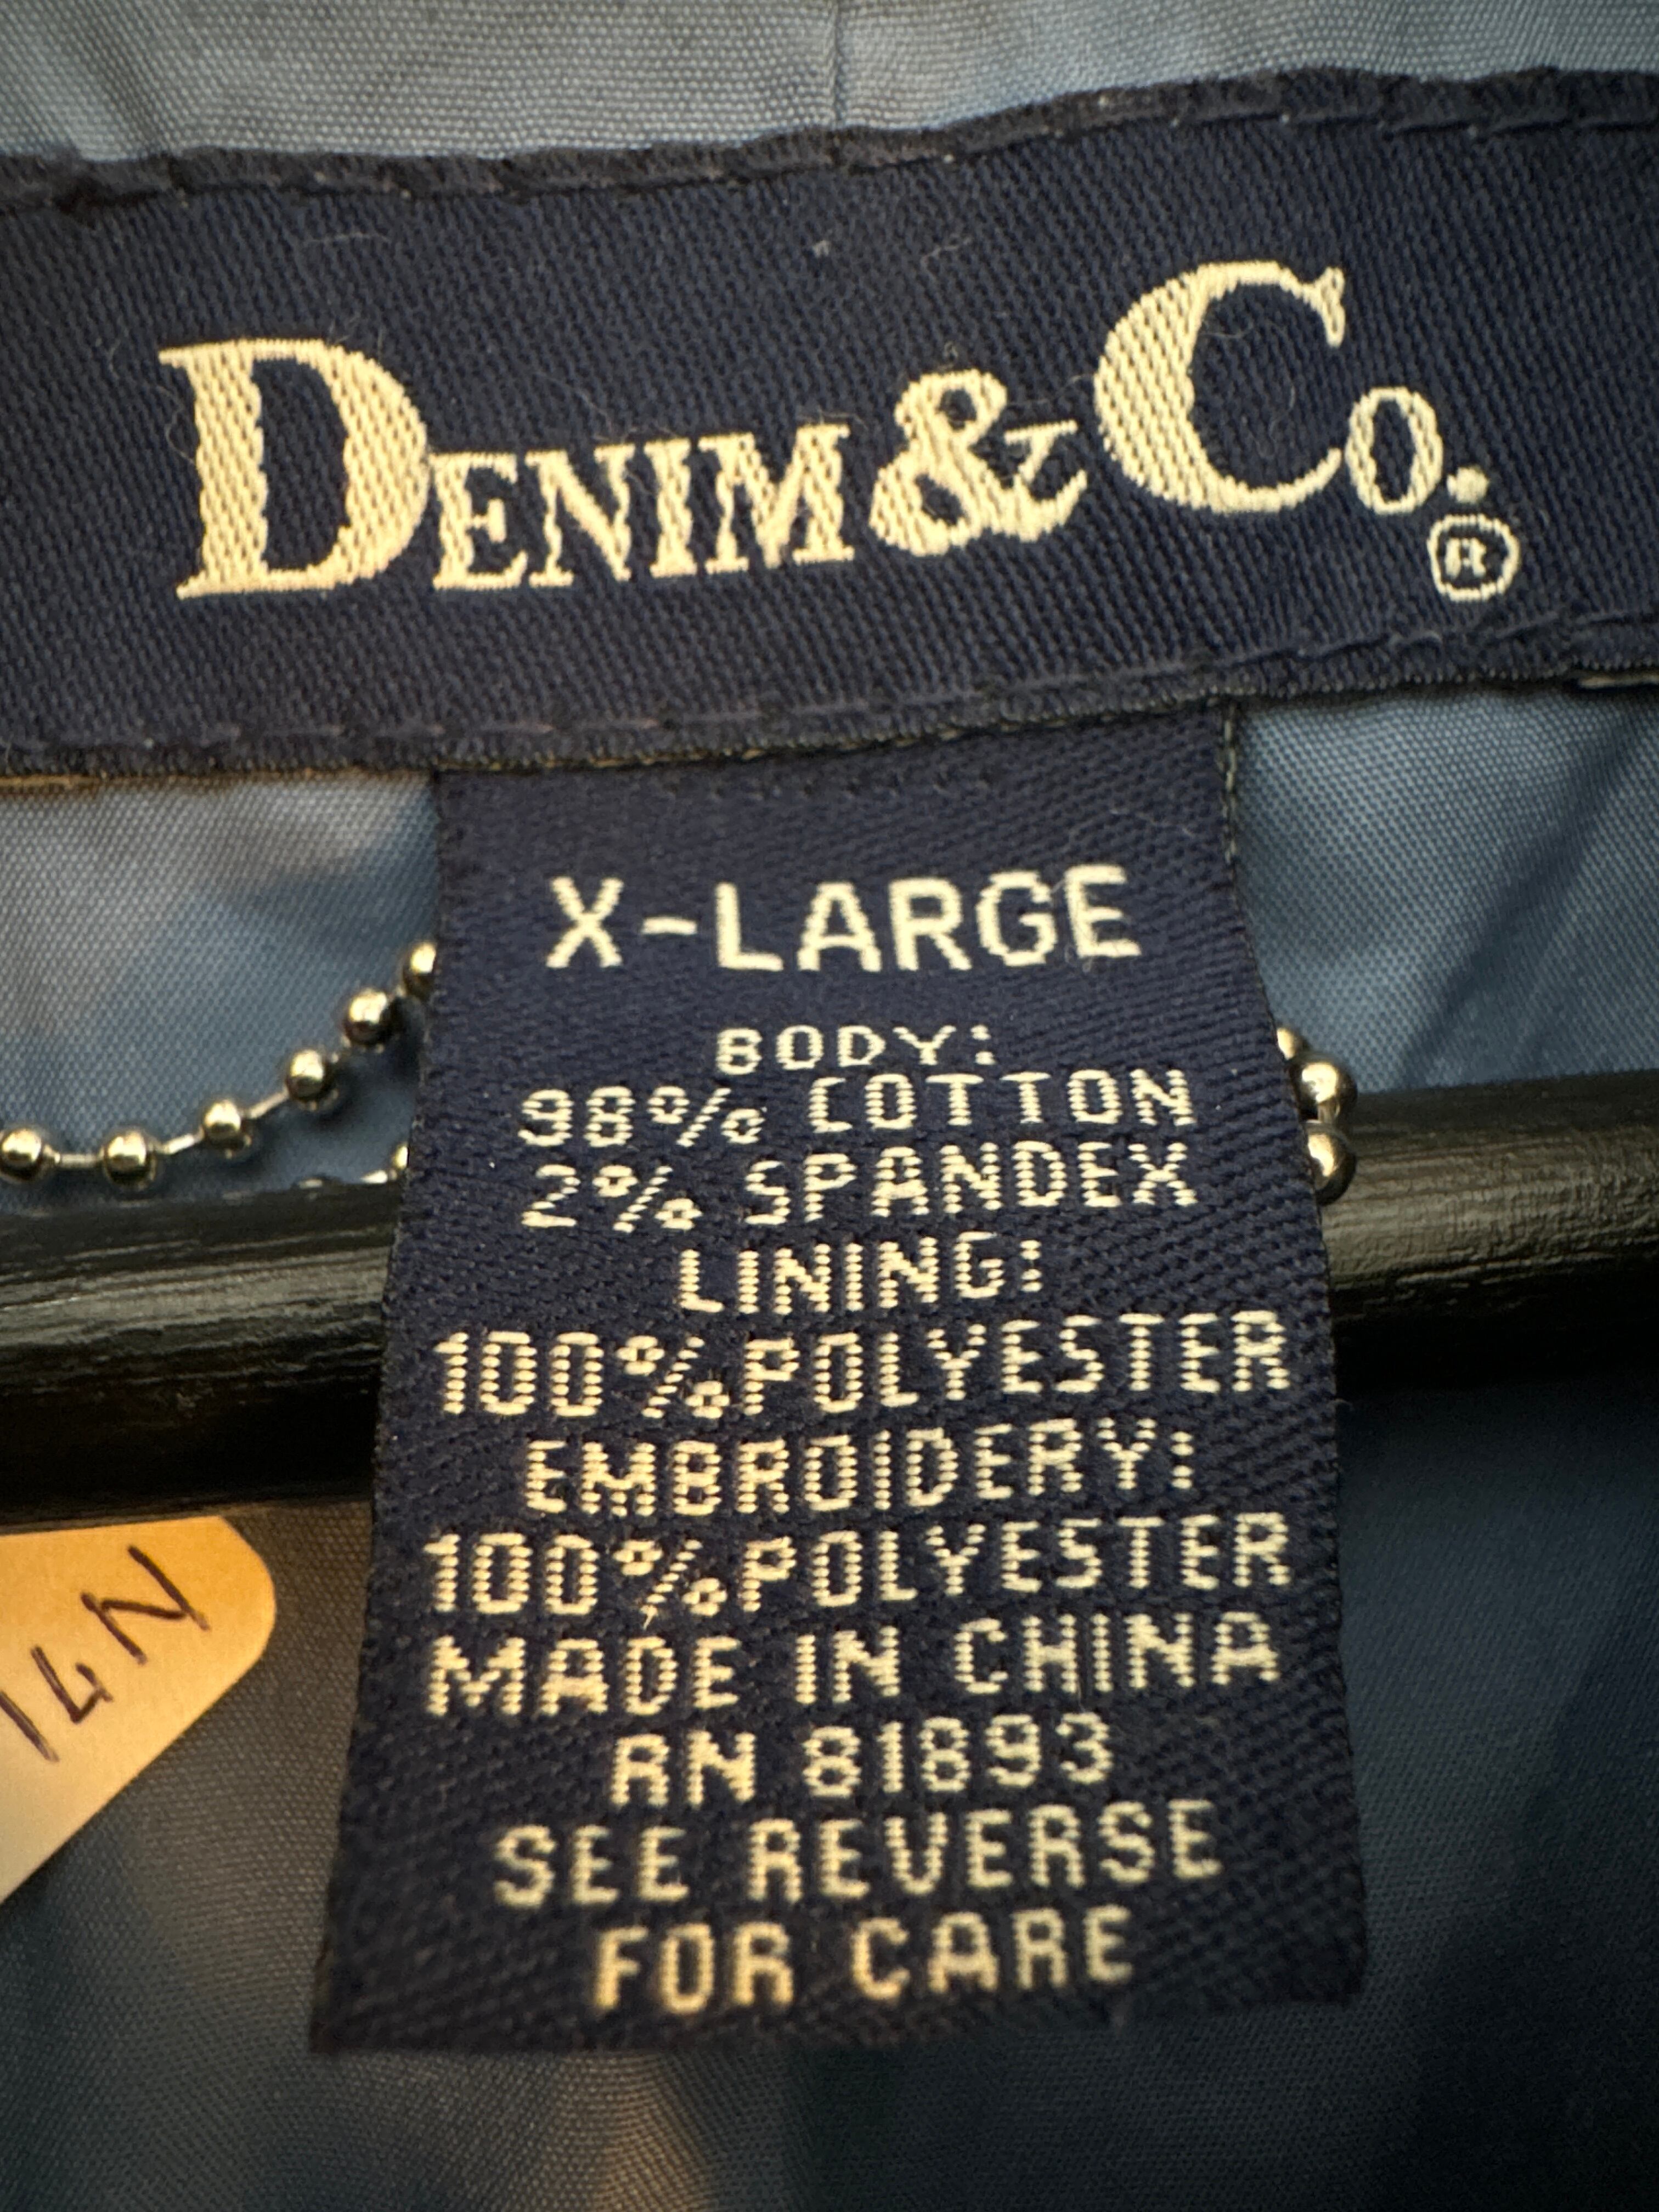 DENIM & CO.®
X-LARGE
BODY:
98% COTTON
2% SPANDEX
LINING:
100% POLYESTER
EMBROIDERY:
100% POLYESTER
MADE IN CHINA
RN 81893
SEE REVERSE
FOR CARE